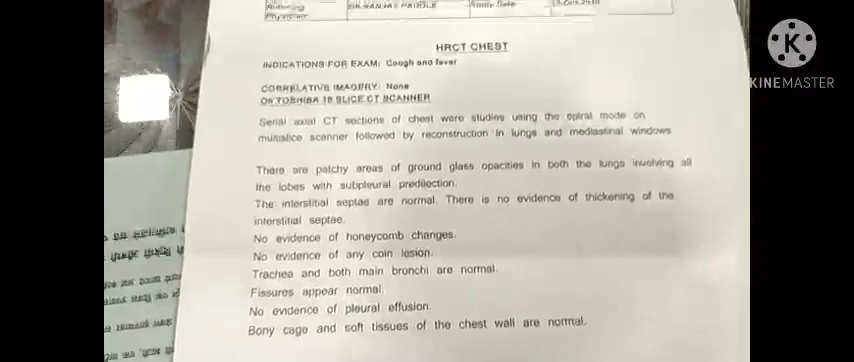 Physician
HRCT CHEST
INDICATIONS FOR EXAM: Cough and fever
CORRELATIVE IMAGERY: None
ON TOSHIBA 16 SLICE CT SCANNER
Serial axial CT sections of chest were studies using the spiral mode on
multislice scanner followed by reconstruction in lungs and mediastinal windows
There are patchy areas of ground glass opacities in both the lungs involving all
the lobes with subpleural predilection.
The interstitial septae are normal. There is no evidence of thickening of the
interstitial septae.
No evidence of honeycomb changes.
No evidence of any coin lesion.
Trachea and both main bronchi are normal.
Fissures appear normal.
No evidence of pleural effusion.
Bony cage and soft tissues of the chest wall are normal.
K
KINEMASTER